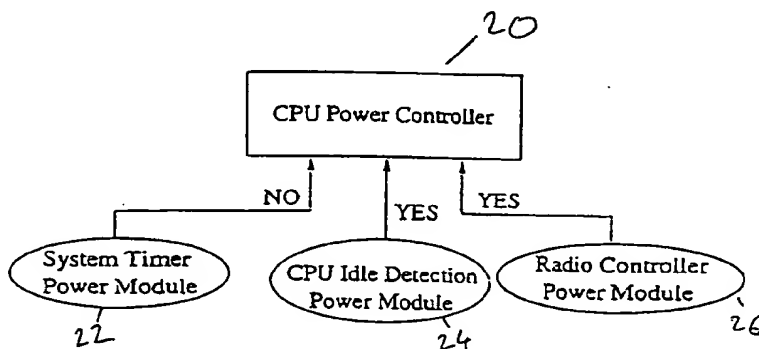 20
CPU Power Controller
NO
YES
YES
System Timer
Power Module
CPU Idle Detection
Power Module
Radio Controller
Power Module
22
24
26